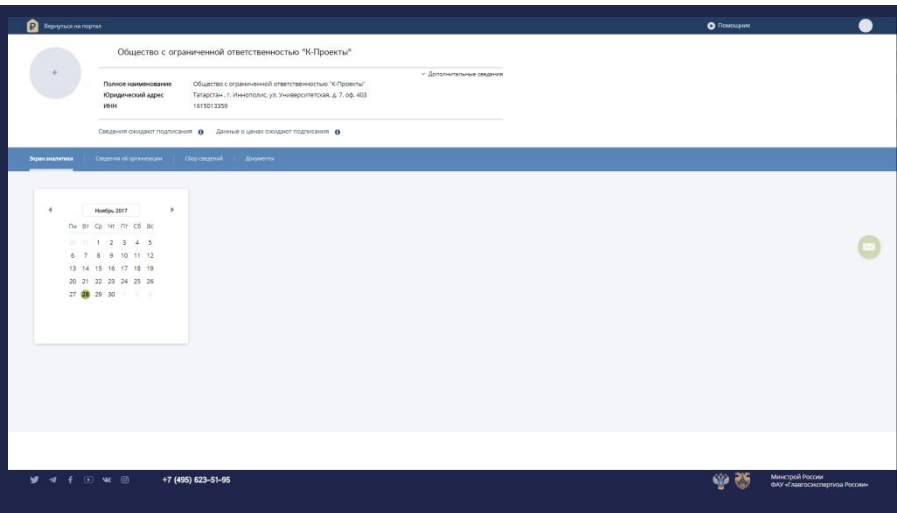 Вернуться на портал
Помощник
Общество с ограниченной ответственностью "К-Проекты"
Дополнительные сведения
Полное наименование Общество с ограниченной ответственностью "К-Проекты"
Юридический адрес Татарстан , г. Иннополис, ул. Университетская, д. 7, оф. 403
ИНН 1615013359
Сведения ожидают подписания Данные о ценах ожидают подписания
Экран аналитики Сведения об организации Сбор сведений Документы
Ноябрь 2017
Пн Вт Ср Чт Пт Сб Вс
30 31 1 2 3 4 5
6 7 8 9 10 11 12
13 14 15 16 17 18 19
20 21 22 23 24 25 26
27 28 29 30 1 2 3
+7 (495) 623-51-95
Минстрой России
ФАУ «Главгосэкспертиза России»